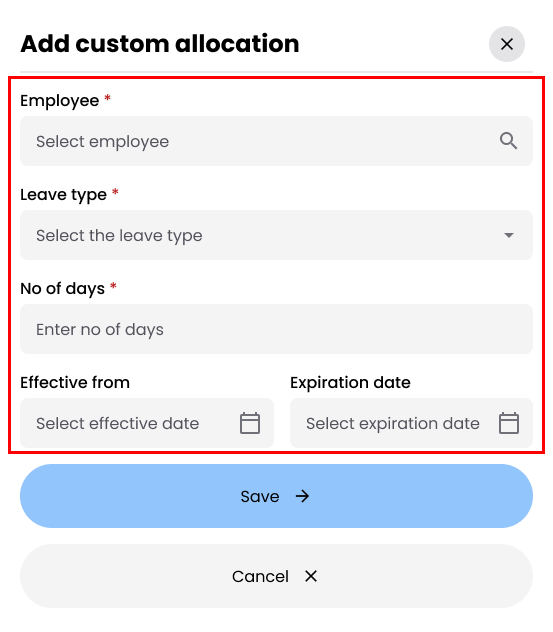 Add custom allocation
Employee *
Select employee
Leave type *
Select the leave type
No of days *
Enter no of days
Effective from
Expiration date
Select effective date
Select expiration date
Save
Cancel